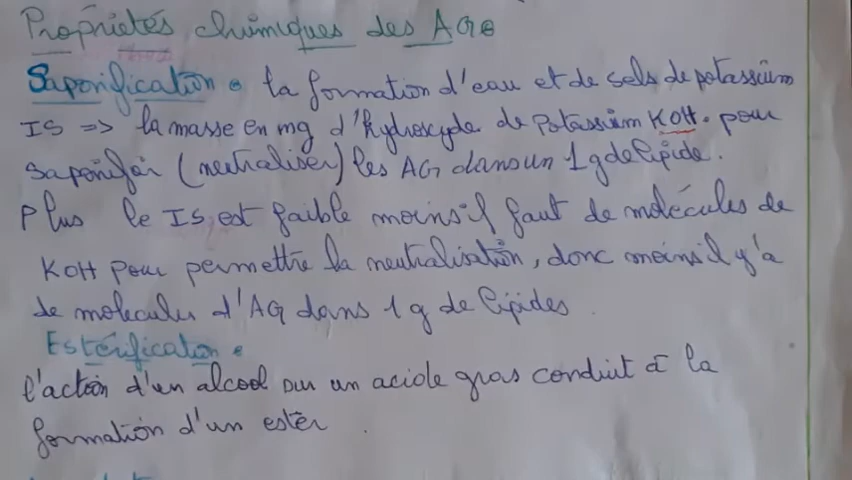 Propriétés chimiques des AG :
Saponification : la formation d'eau et de sels de potassium
IS => la masse en mg d'hydroxyde de Potassium KOH. pour
saponifier (neutraliser) les AG dans un 1g de lipide.
Plus le IS est faible moins il faut de molécules de
KOH pour permettre la neutralisation, donc moins il y'a
de molecules d'AG dans 1g de lipides.
Estérification :
l'action d'un alcool sur un acide gras conduit à la
formation d'un ester.